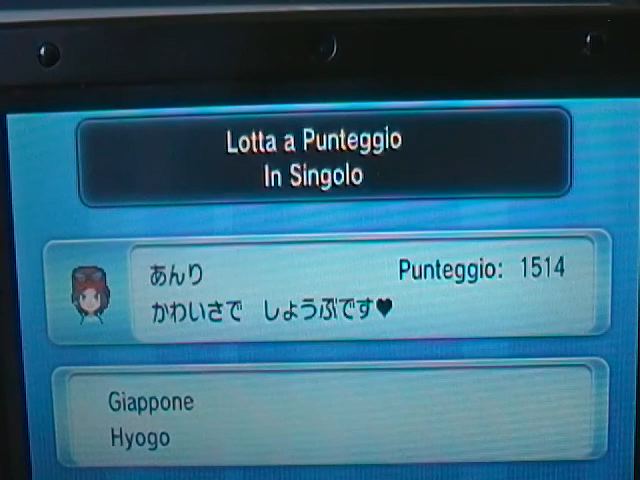 Lotta a Punteggio
In Singolo
あんり Punteggio: 1514
かわいさで しょうぶです♥
Giappone
Hyogo